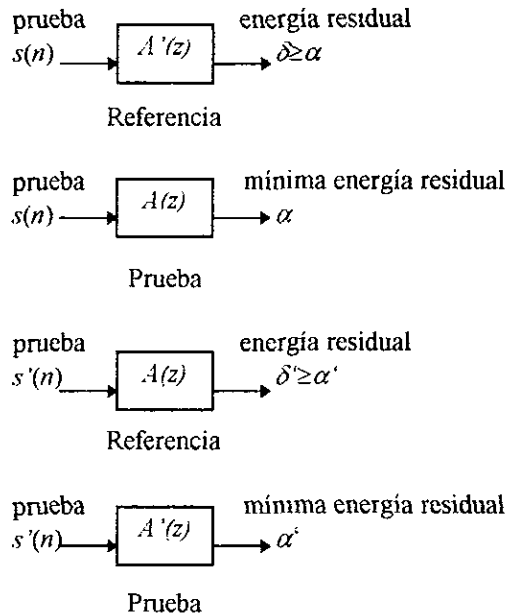 prueba energía residual
s(n) A'(z) δ≥α
Referencia
prueba mínima energía residual
s(n) A(z) α
Prueba
prueba energía residual
s'(n) A(z) δ'≥α'
Referencia
prueba mínima energía residual
s'(n) A'(z) α'
Prueba